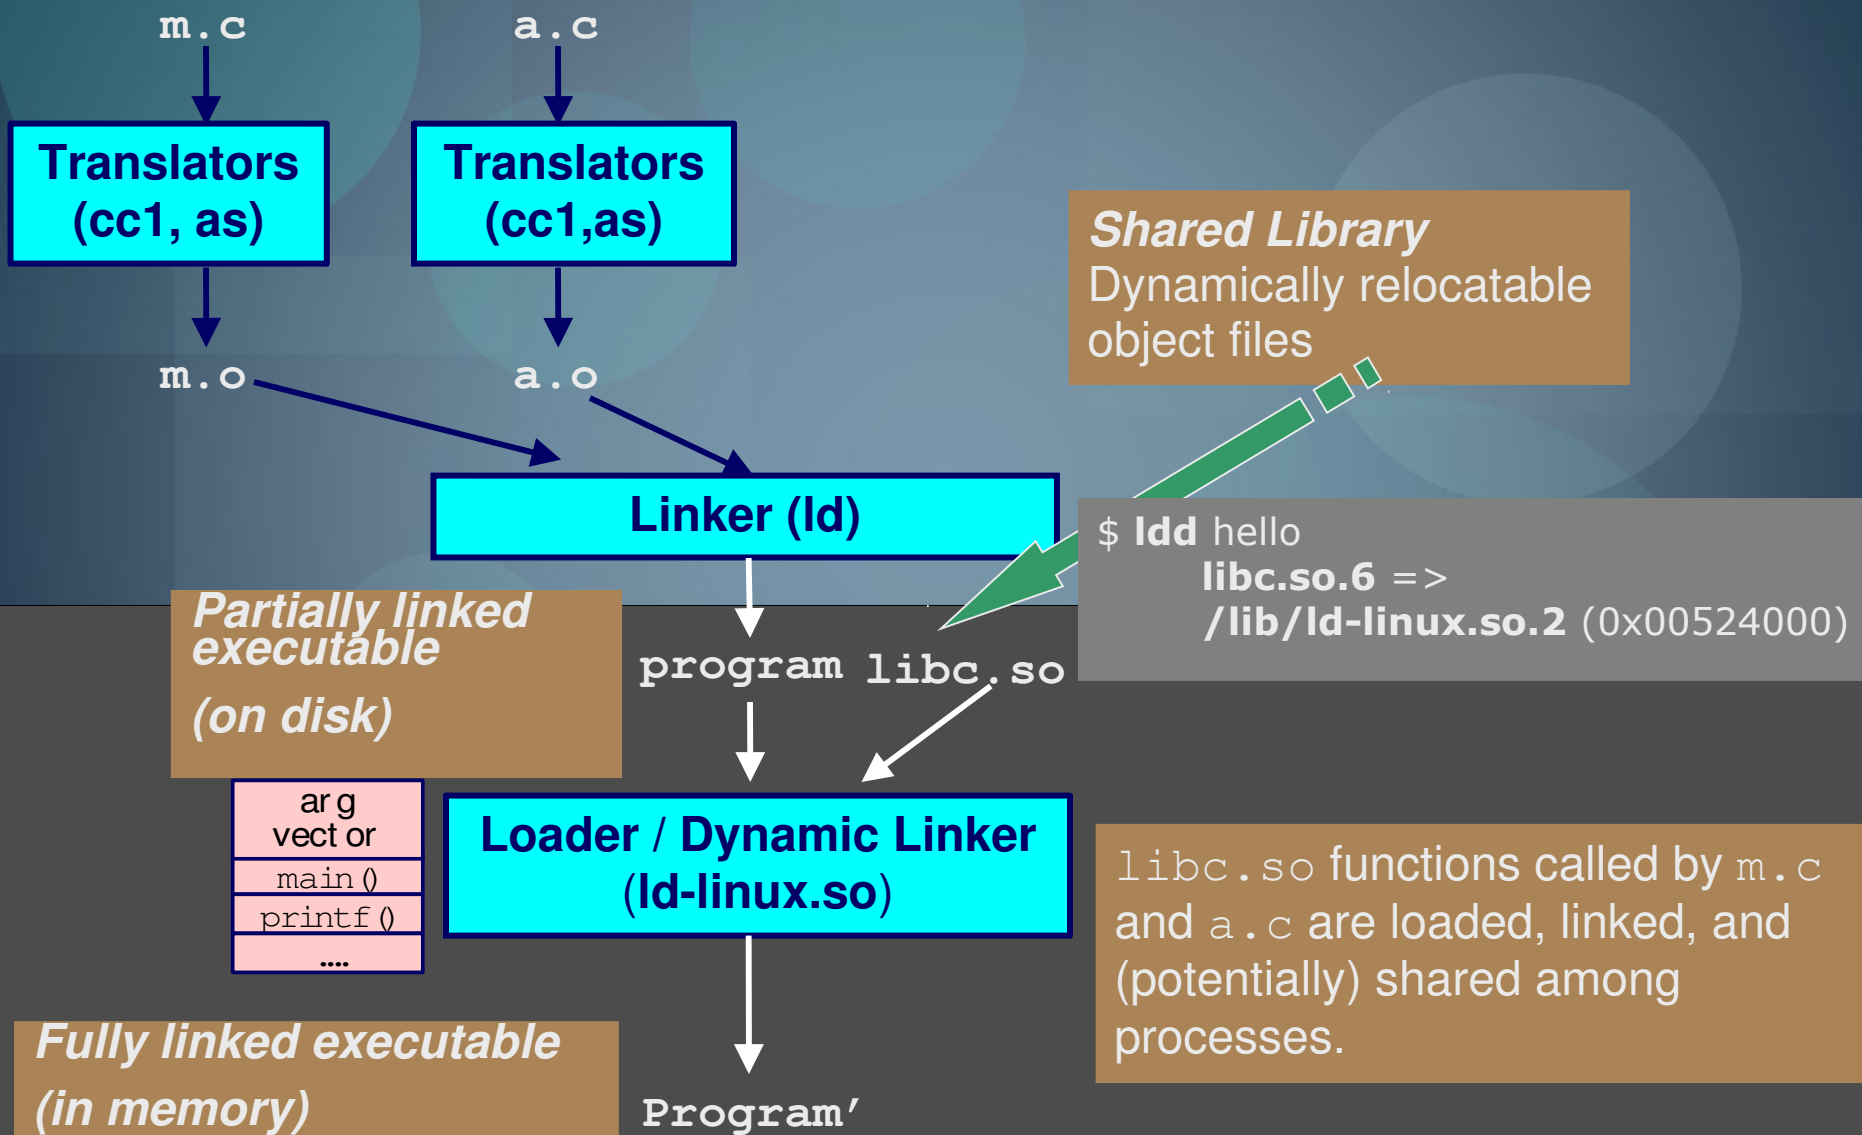 m.c
a.c
Translators
(cc1, as)
Translators
(cc1,as)
Shared Library
Dynamically relocatable
object files
m.o
a.o
Linker (ld)
$ ldd hello
libc.so.6 =>
/lib/ld-linux.so.2 (0x00524000)
Partially linked
executable
(on disk)
program
libc.so
arg
vector
main()
printf()
....
Loader / Dynamic Linker
(ld-linux.so)
libc.so functions called by m.c
and a.c are loaded, linked, and
(potentially) shared among
processes.
Fully linked executable
(in memory)
Program’